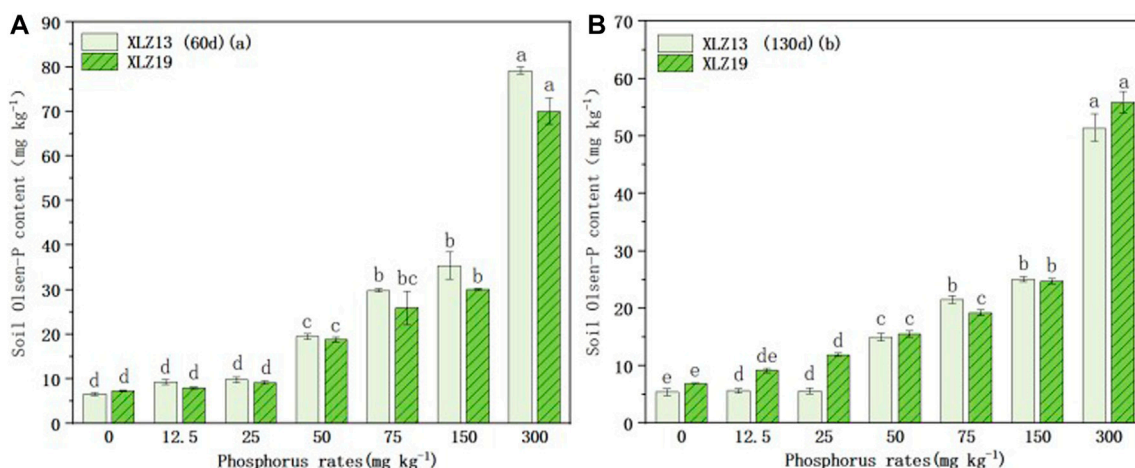 A
XLZ13 (60d)(a)
XLZ19
Soil Olsen-P content (mg kg⁻¹)
90
80
70
60
50
40
30
20
10
0
d d d d d d c c b bc b b a a
0 12.5 25 50 75 150 300
Phosphorus rates(mg kg⁻¹)
B
XLZ13 (130d)(b)
XLZ19
Soil Olsen-P content (mg kg⁻¹)
70
60
50
40
30
20
10
0
e e d de d d c c b c b b a a
0 12.5 25 50 75 150 300
Phosphorus rates(mg kg⁻¹)